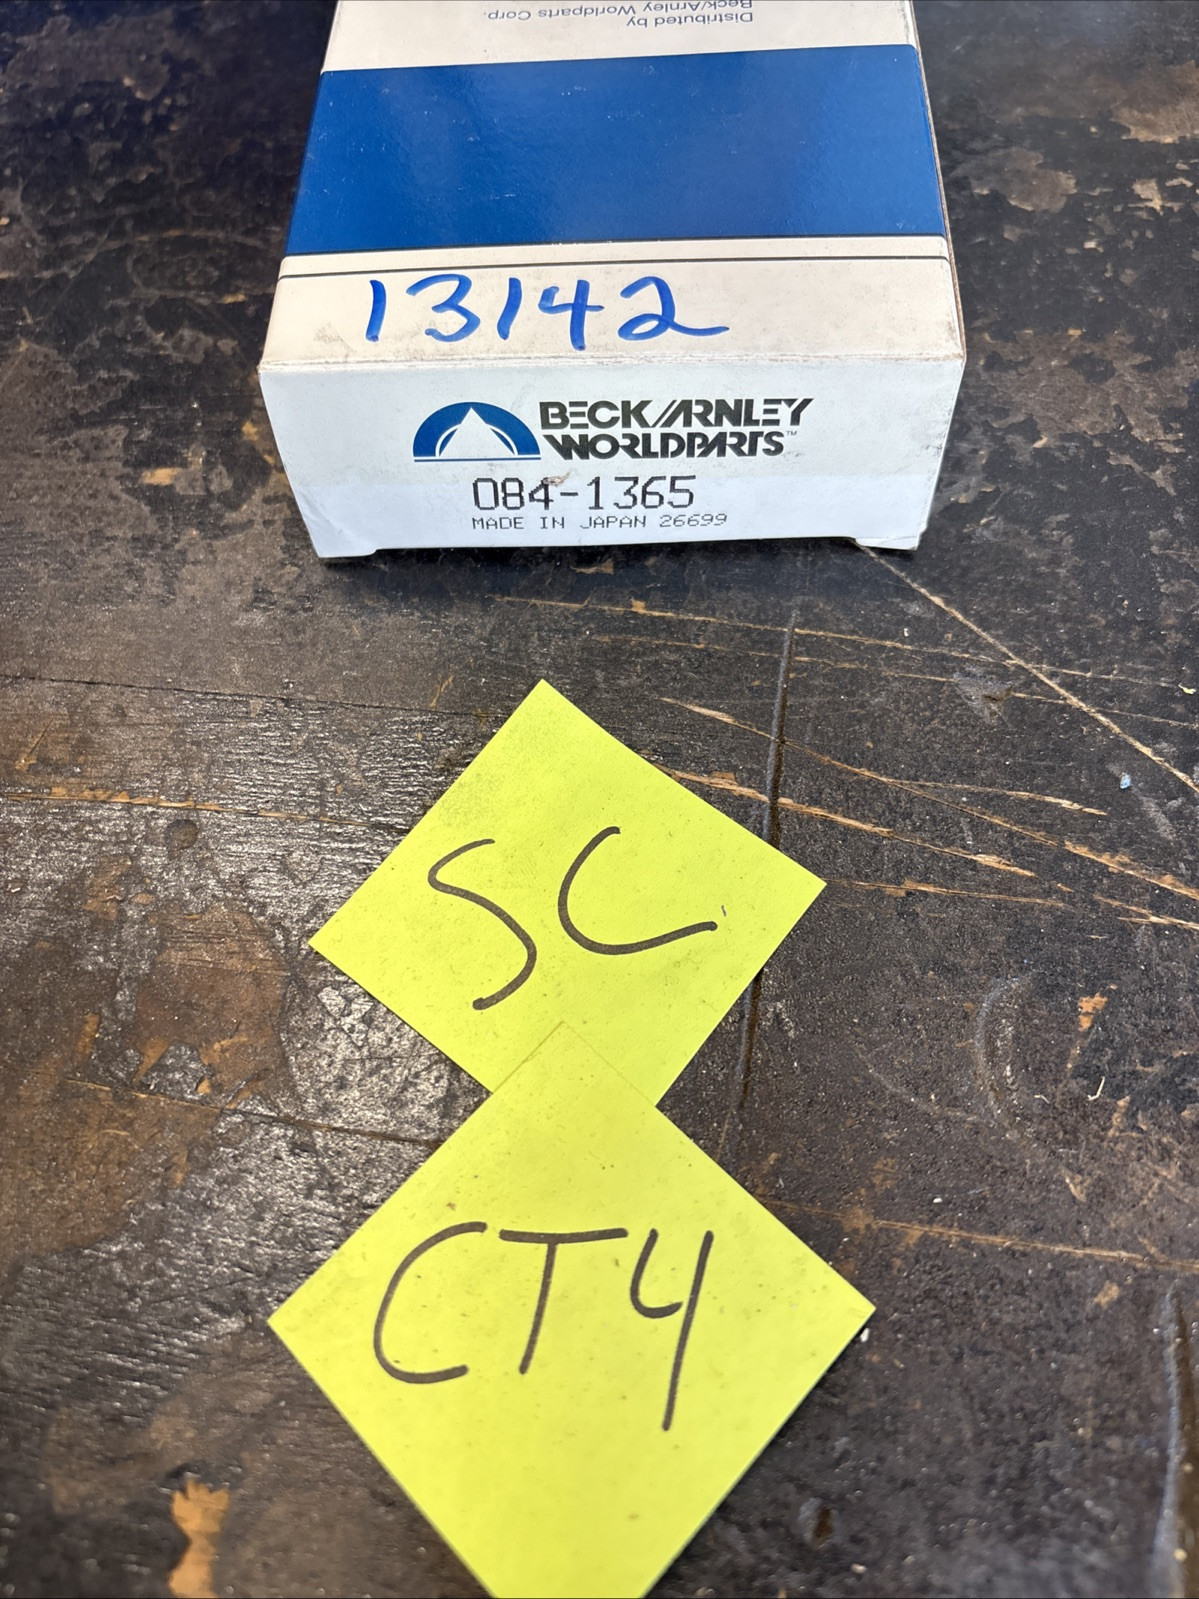 Distributed by
Beck/Arnley Worldparts Corp.
13142
BECK/ARNLEY
WORLDPARTS™
084-1365
MADE IN JAPAN 26699
SC
CT4